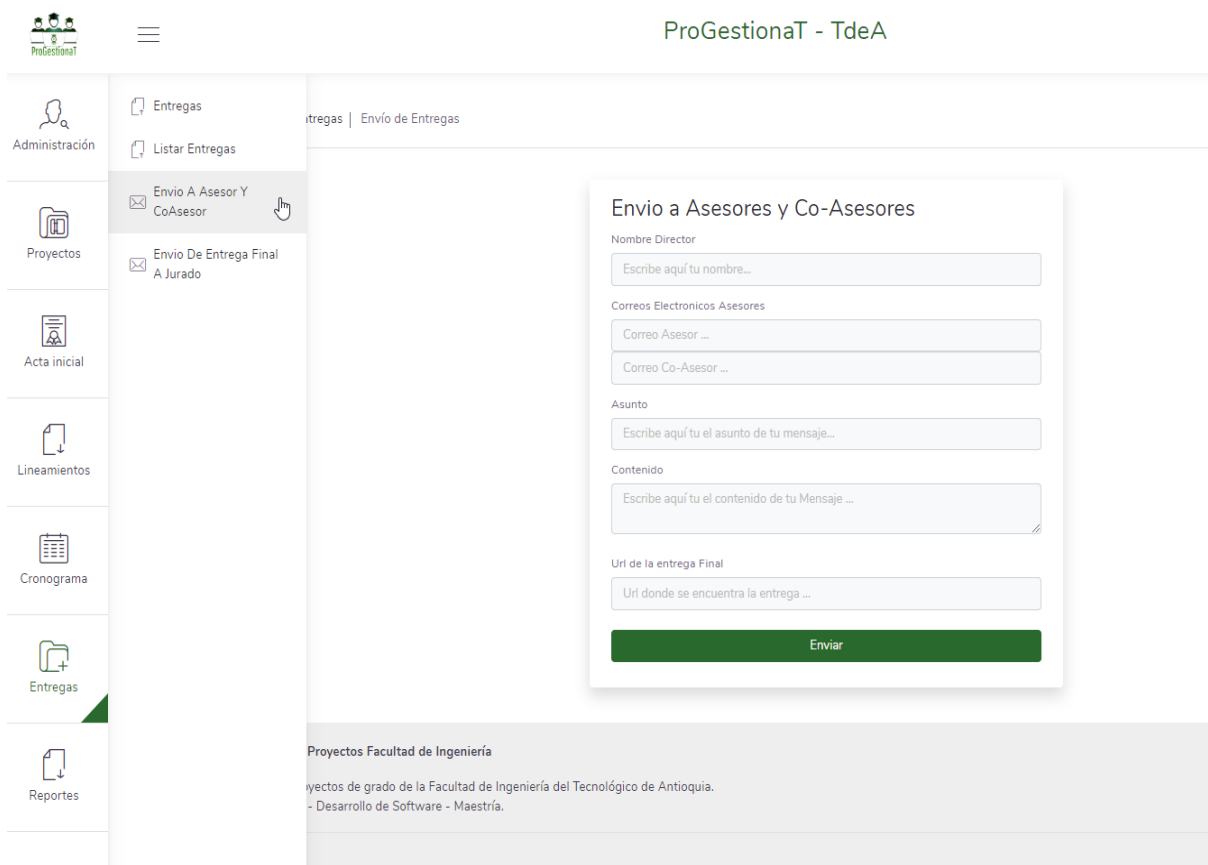 ProGestionaT
ProGestionaT - TdeA
Administración
Proyectos
Acta inicial
Lineamientos
Cronograma
Entregas
Reportes
Entregas
Listar Entregas
Envio A Asesor Y
CoAsesor
Envio De Entrega Final
A Jurado
tregas | Envío de Entregas
Envio a Asesores y Co-Asesores
Nombre Director
Escribe aquí tu nombre...
Correos Electronicos Asesores
Correo Asesor ...
Correo Co-Asesor ...
Asunto
Escribe aquí tu el asunto de tu mensaje...
Contenido
Escribe aquí tu el contenido de tu Mensaje ...
Url de la entrega Final
Url donde se encuentra la entrega ...
Enviar
Proyectos Facultad de Ingeniería
yectos de grado de la Facultad de Ingeniería del Tecnológico de Antioquia.
- Desarrollo de Software - Maestría.